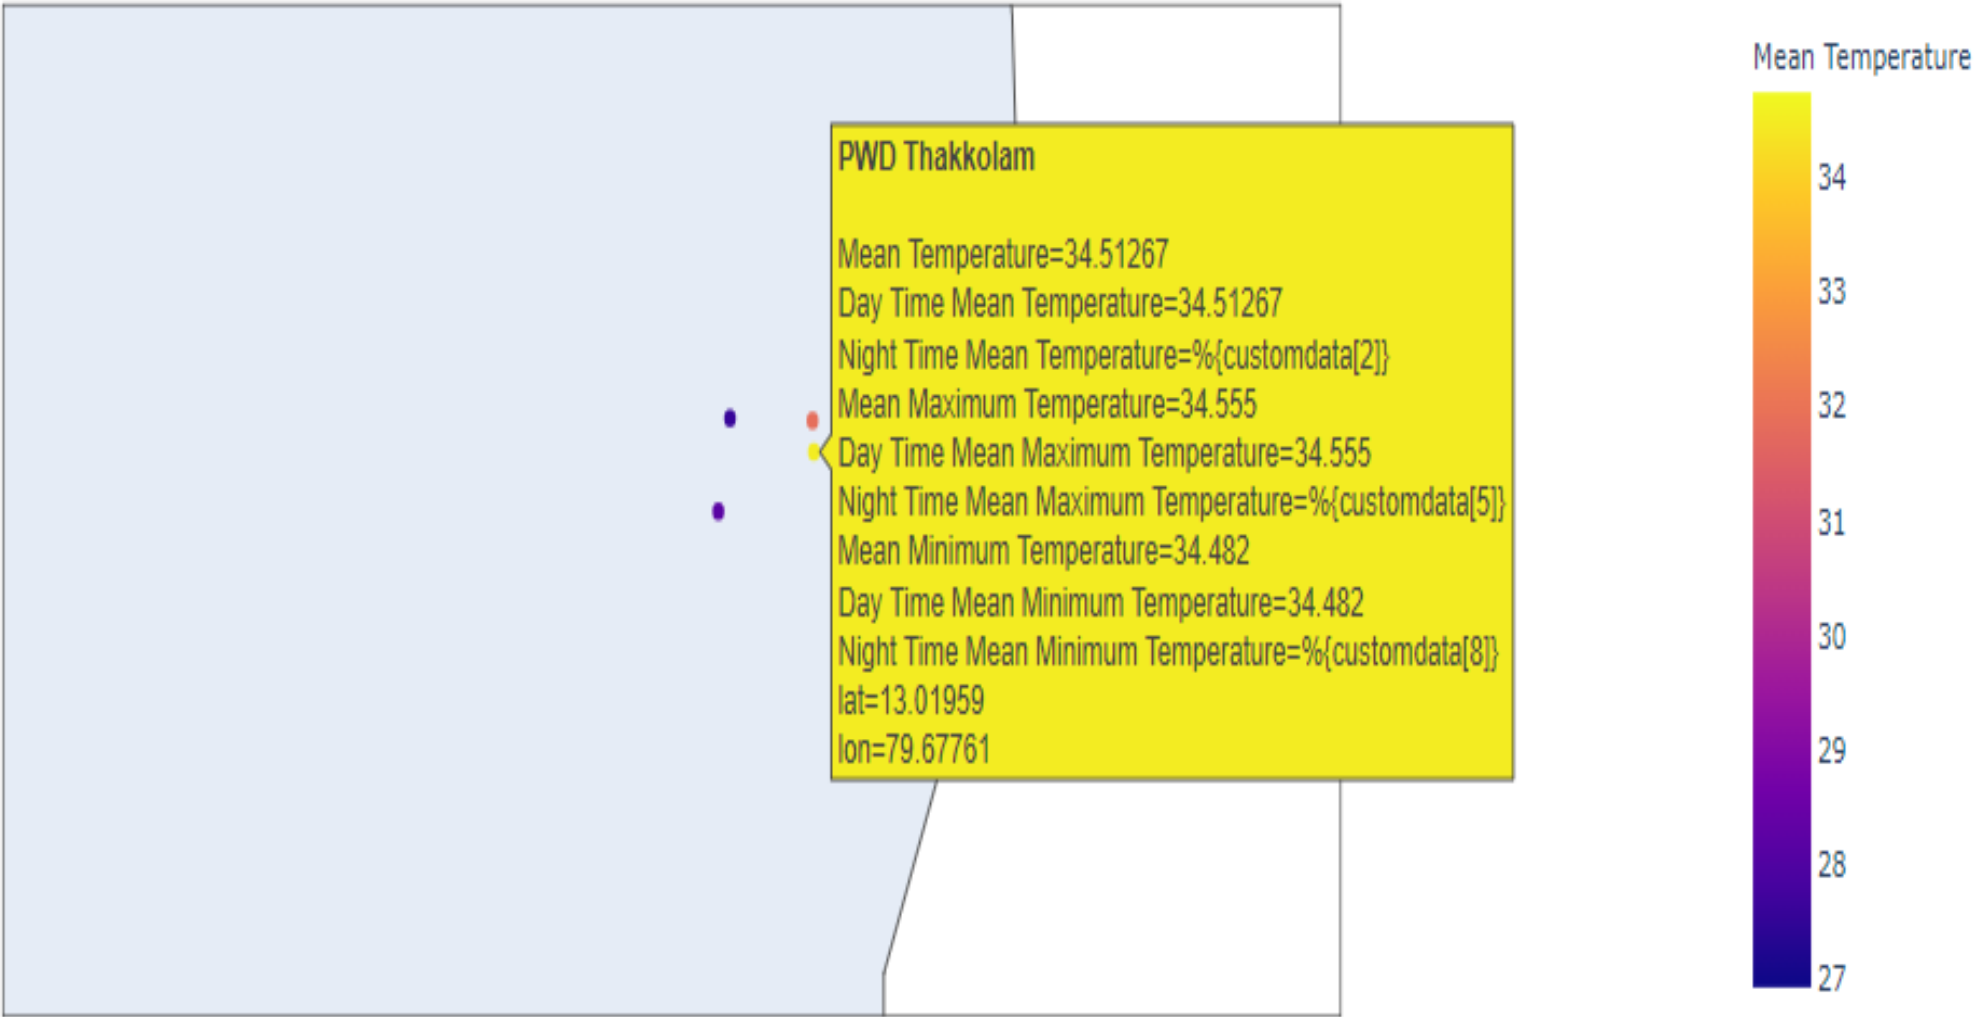 Mean Temperature
34
33
32
31
30
29
28
27
PWD Thakkolam
Mean Temperature=34.51267
Day Time Mean Temperature=34.51267
Night Time Mean Temperature=%{customdata[2]}
Mean Maximum Temperature=34.555
Day Time Mean Maximum Temperature=34.555
Night Time Mean Maximum Temperature=%{customdata[5]}
Mean Minimum Temperature=34.482
Day Time Mean Minimum Temperature=34.482
Night Time Mean Minimum Temperature=%{customdata[8]}
lat=13.01959
lon=79.67761